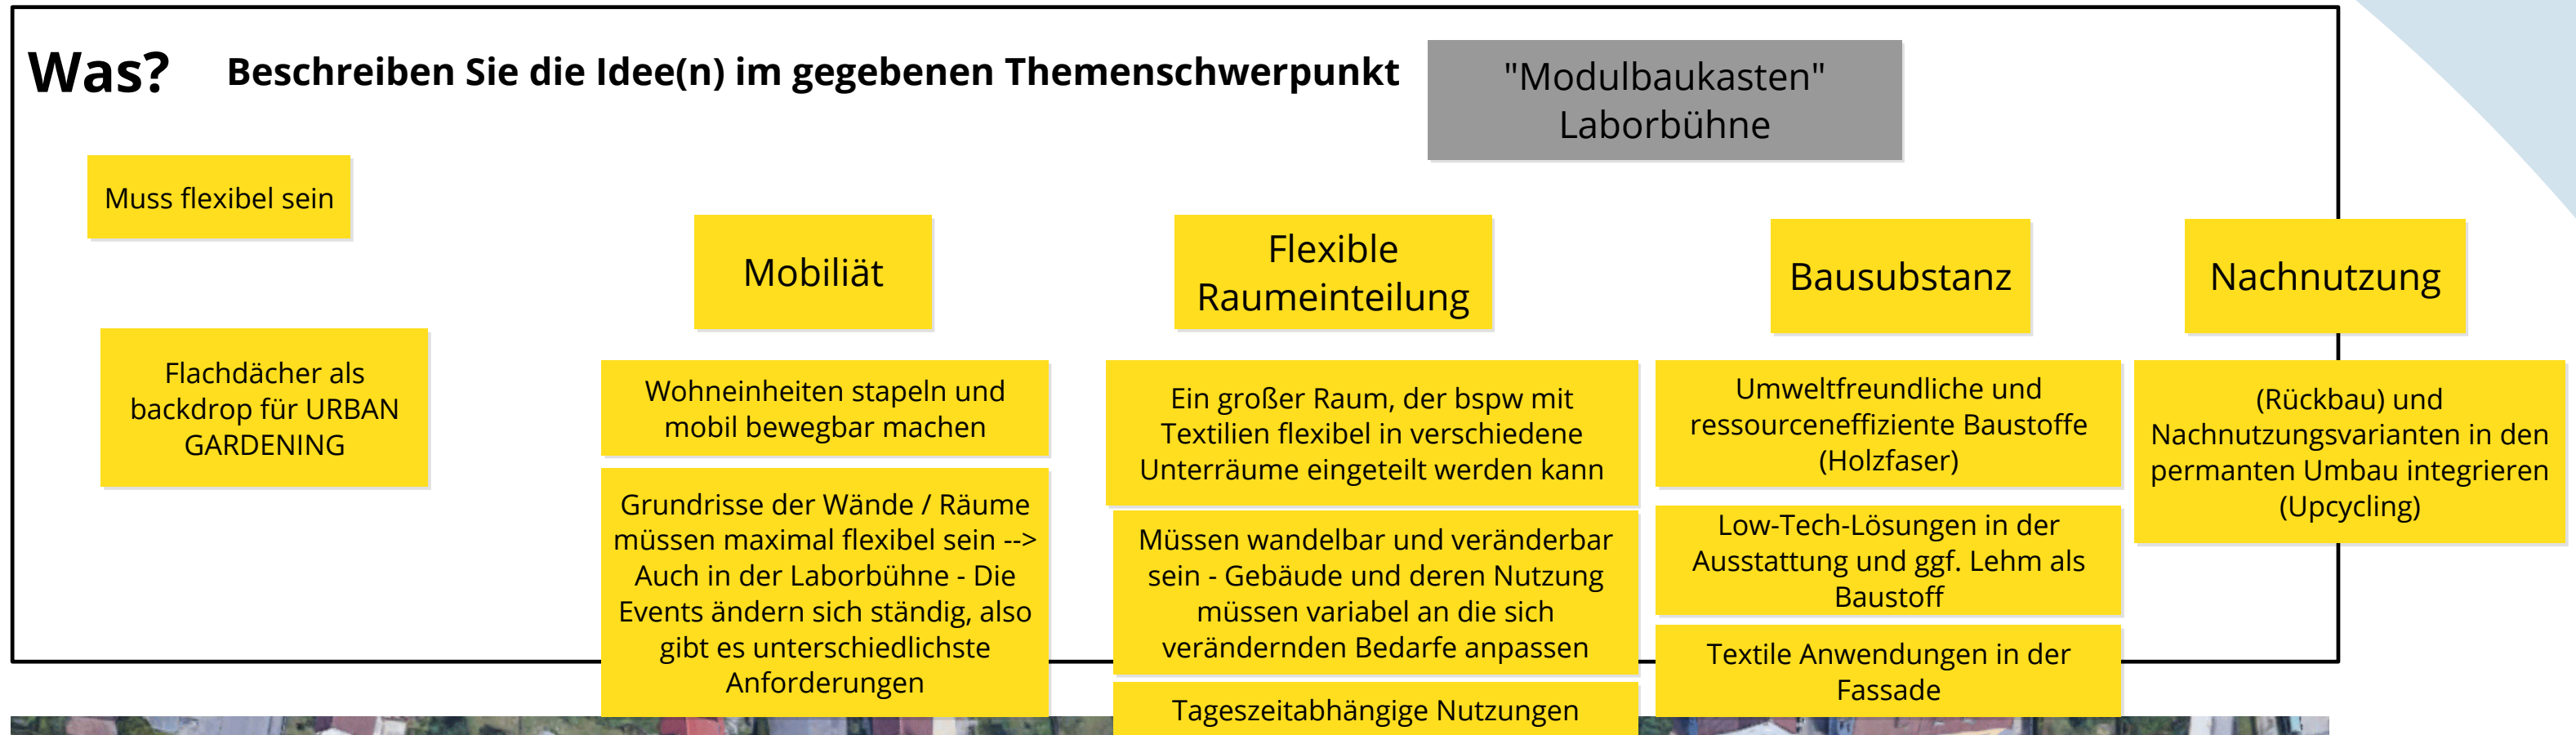 Was?
Beschreiben Sie die Idee(n) im gegebenen Themenschwerpunkt
"Modulbaukasten"
Laborbühne
Muss flexibel sein
Flachdächer als
backdrop für URBAN
GARDENING
Mobiliät
Wohneinheiten stapeln und
mobil bewegbar machen
Grundrisse der Wände / Räume
müssen maximal flexibel sein -->
Auch in der Laborbühne - Die
Events ändern sich ständig, also
gibt es unterschiedlichste
Anforderungen
Flexible
Raumeinteilung
Ein großer Raum, der bspw mit
Textilien flexibel in verschiedene
Unterräume eingeteilt werden kann
Müssen wandelbar und veränderbar
sein - Gebäude und deren Nutzung
müssen variabel an die sich
verändernden Bedarfe anpassen
Tageszeitabhängige Nutzungen
Bausubstanz
Umweltfreundliche und
ressourceneffiziente Baustoffe
(Holzfaser)
Low-Tech-Lösungen in der
Ausstattung und ggf. Lehm als
Baustoff
Textile Anwendungen in der
Fassade
Nachnutzung
(Rückbau) und
Nachnutzungsvarianten in den
permanten Umbau integrieren
(Upcycling)